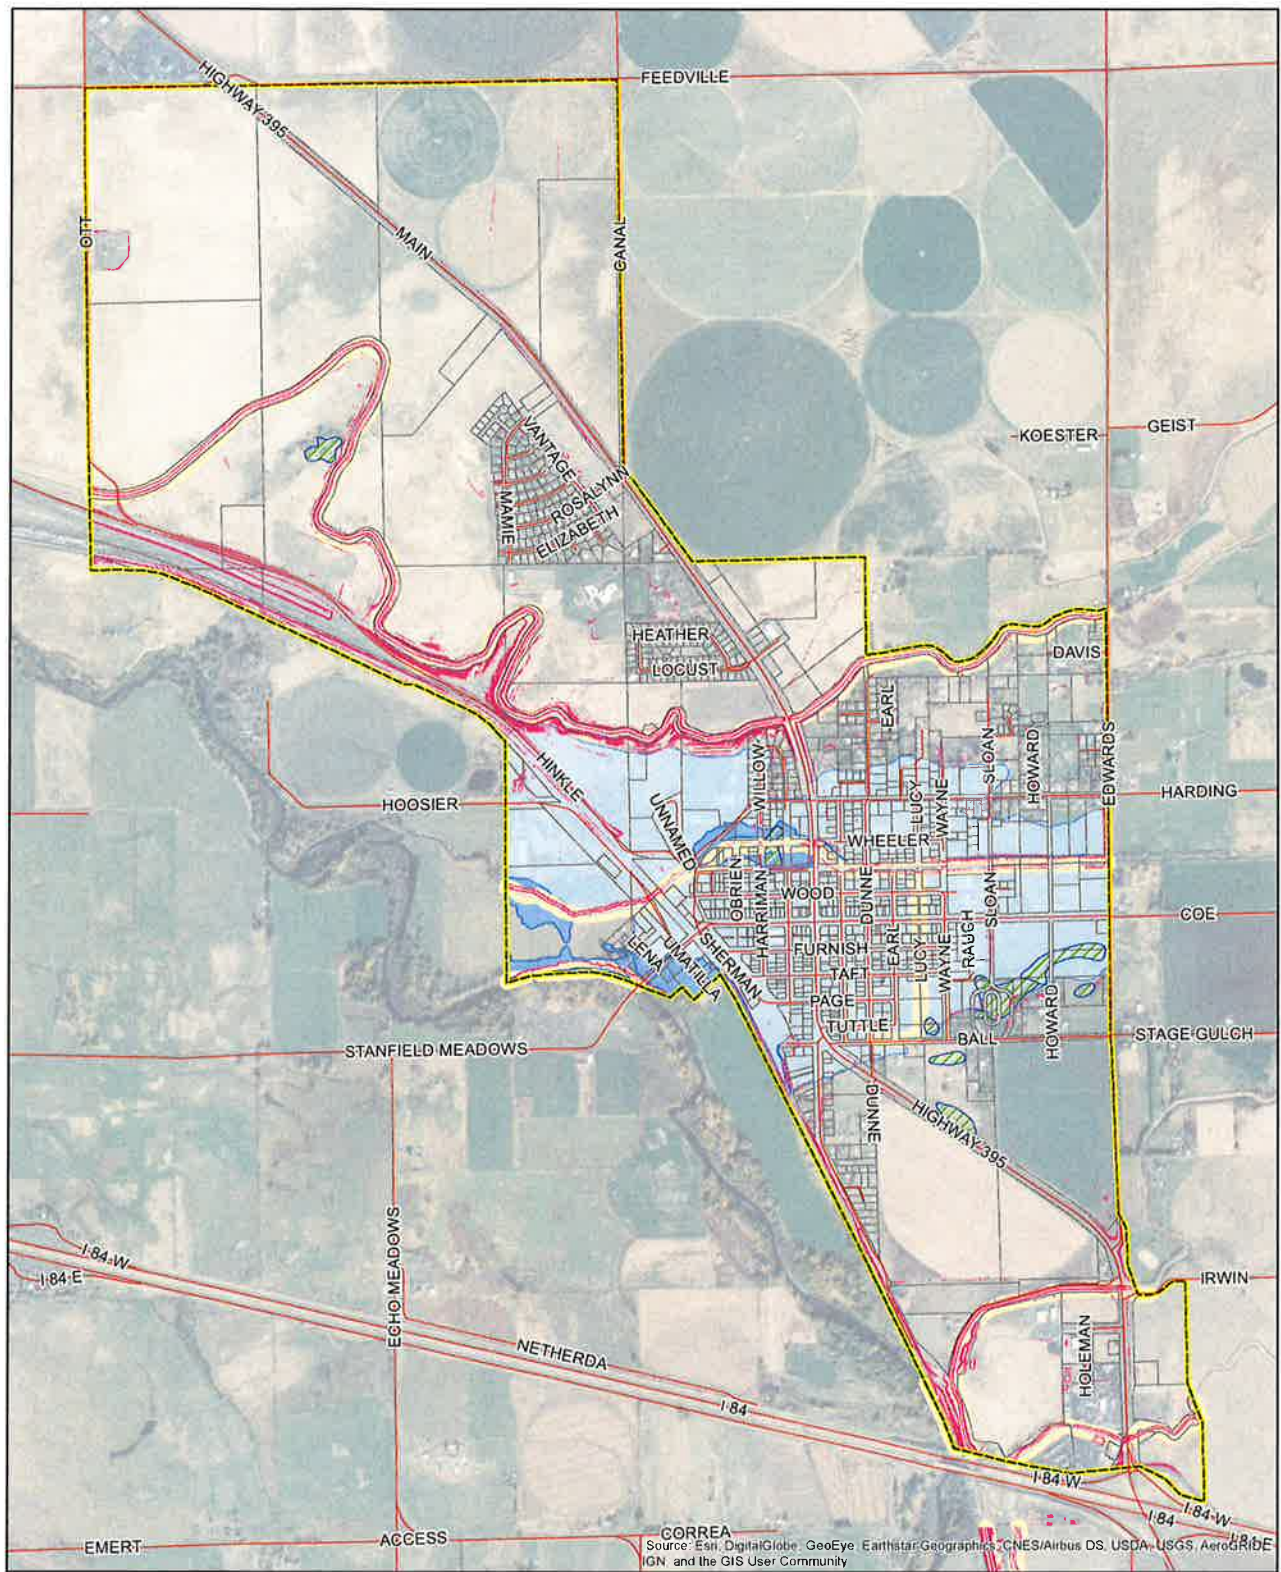 FEEDVILLE
HIGHWAY 395
OTT
MAIN
CANAL
GEIST
KOESTER
VANTAGE
ROSALYNN
MAMIE
ELIZABETH
HEATHER
LOCUST
DAVIS
EARL
SLOAN
HOWARD
EDWARDS
WILLOW
HINKLE
HARDING
HOOSIER
UNNAMED
LUCY
WAYNE
WHEELER
OBRIEN
HARRIMAN
WOOD
DUNNE
SLOAN
COE
RAUGH
SHERMAN
FURNISH
EARL
LUCY
WAYNE
LENA
UMATILLA
TAFT
PAGE
TUTTLE
HOWARD
BALL
STAGE GULCH
STANFIELD MEADOWS
DUNNE
HIGHWAY 395
ECHO MEADOWS
I 84 W
I 84 E
IRWIN
HOLEMAN
NETHERDA
I 84
I 84 W
I 84 W
I 84
I 84 E
EMERT
ACCESS
CORREA
Source: Esri, DigitalGlobe, GeoEye, Earthstar Geographics, CNES/Airbus DS, USDA, USGS, AeroGRID,
IGN, and the GIS User Community